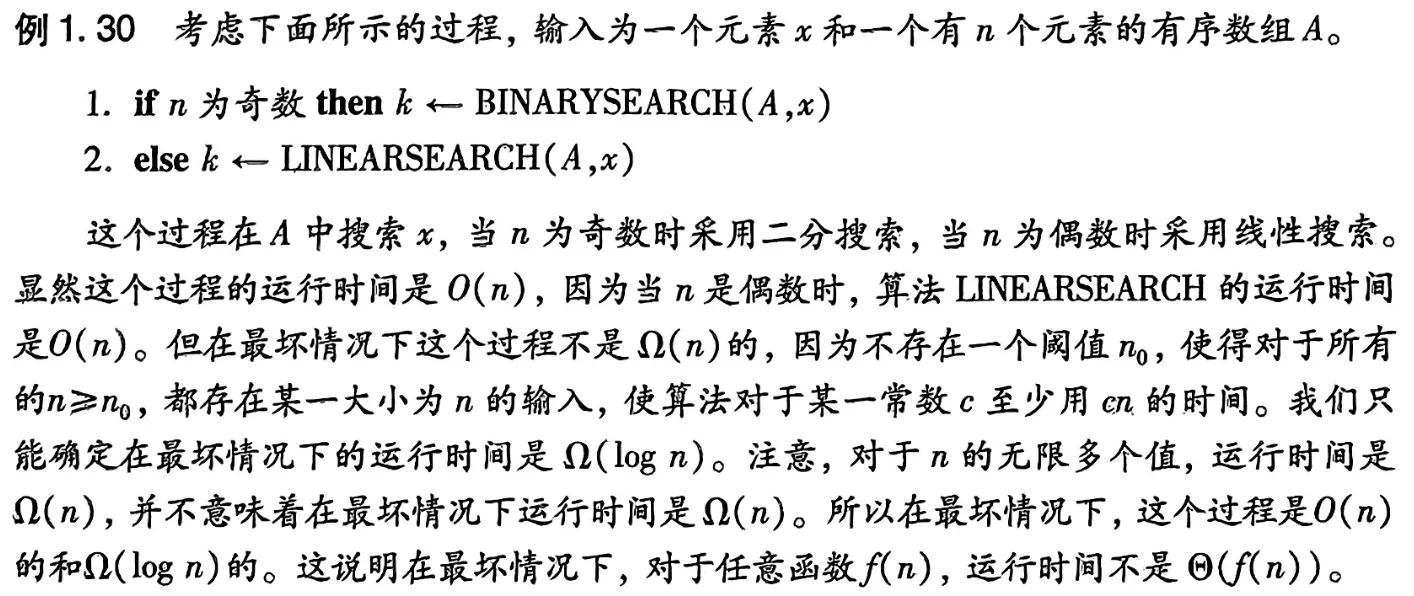 例1.30 考虑下面所示的过程，输入为一个元素 x 和一个有 n 个元素的有序数组 A。
1. if n 为奇数 then k ← BINARYSEARCH(A,x)
2. else k ← LINEARSEARCH(A,x)
这个过程在 A 中搜索 x，当 n 为奇数时采用二分搜索，当 n 为偶数时采用线性搜索。
显然这个过程的运行时间是 O(n)，因为当 n 是偶数时，算法 LINEARSEARCH 的运行时间
是O(n)。但在最坏情况下这个过程不是 Ω(n)的，因为不存在一个阈值 n₀，使得对于所有
的n⩾n₀，都存在某一大小为 n 的输入，使算法对于某一常数 c 至少用 cn 的时间。我们只
能确定在最坏情况下的运行时间是 Ω(log n)。注意，对于 n 的无限多个值，运行时间是
Ω(n)，并不意味着在最坏情况下运行时间是 Ω(n)。所以在最坏情况下，这个过程是O(n)
的和Ω(log n)的。这说明在最坏情况下，对于任意函数f(n)，运行时间不是 Θ(f(n))。